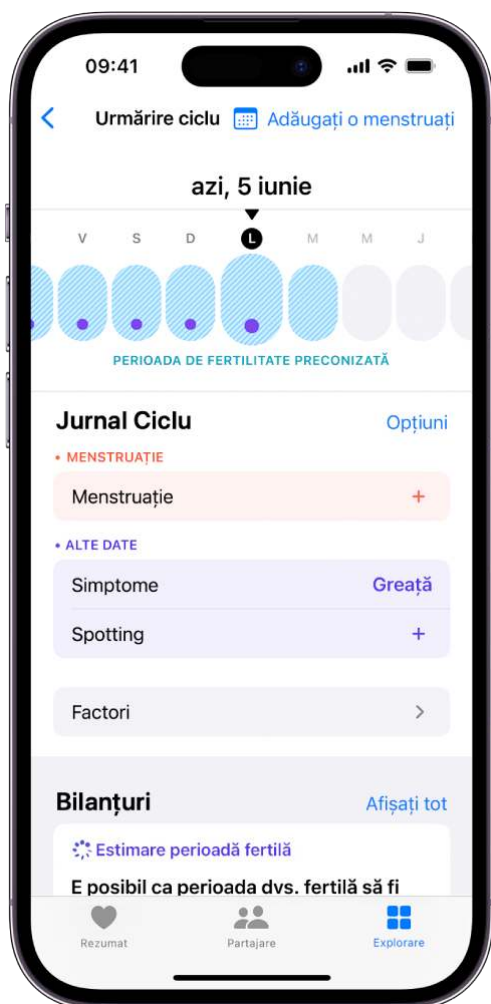 09:41
Urmărire ciclu Adăugați o menstruați
azi, 5 iunie
V S D L M M J
PERIOADA DE FERTILITATE PRECONIZATĂ
Jurnal Ciclu Opțiuni
• MENSTRUAȚIE
Menstruație +
• ALTE DATE
Simptome Greață
Spotting +
Factori >
Bilanțuri Afișați tot
Estimare perioadă fertilă
E posibil ca perioada dvs. fertilă să fi
Rezumat Partajare Explorare